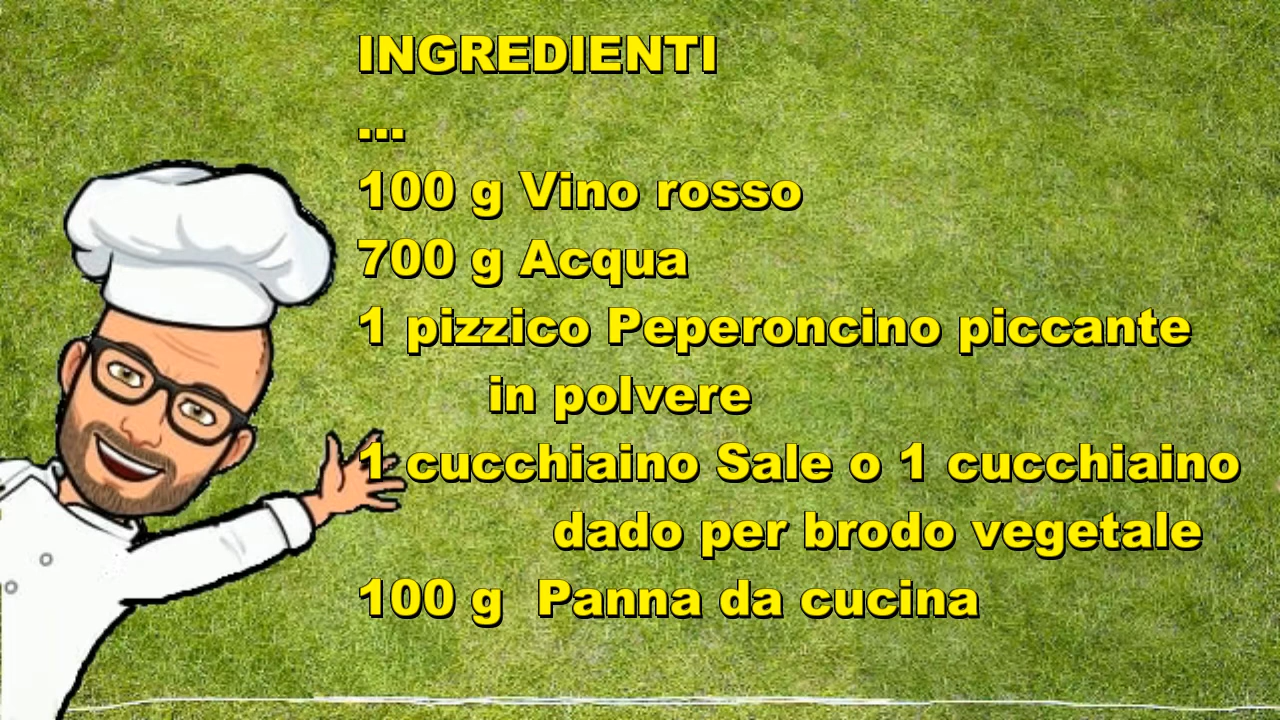 INGREDIENTI
...
100 g Vino rosso
700 g Acqua
1 pizzico Peperoncino piccante
in polvere
1 cucchiaino Sale o 1 cucchiaino
dado per brodo vegetale
100 g Panna da cucina